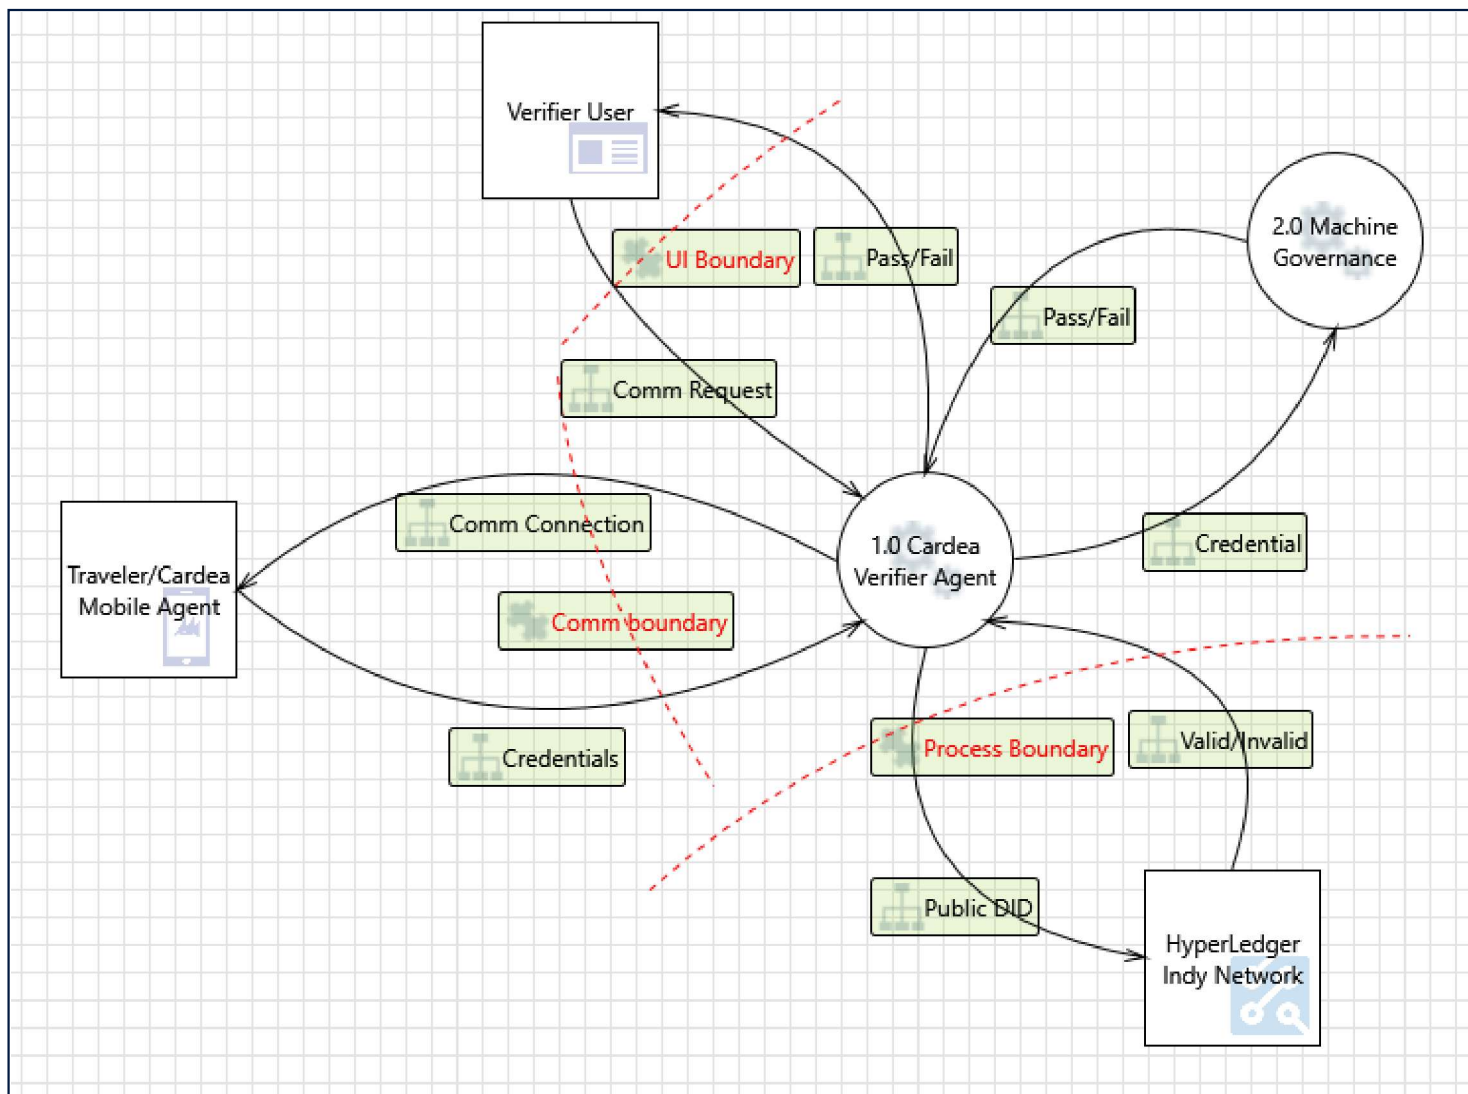 Verifier User
UI Boundary
Pass/Fail
2.0 Machine
Governance
Pass/Fail
Comm Request
Comm Connection
Credential
1.0 Cardea
Verifier Agent
Traveler/Cardea
Mobile Agent
Comm boundary
Credentials
Process Boundary
Valid/Invalid
Public DID
HyperLedger
Indy Network